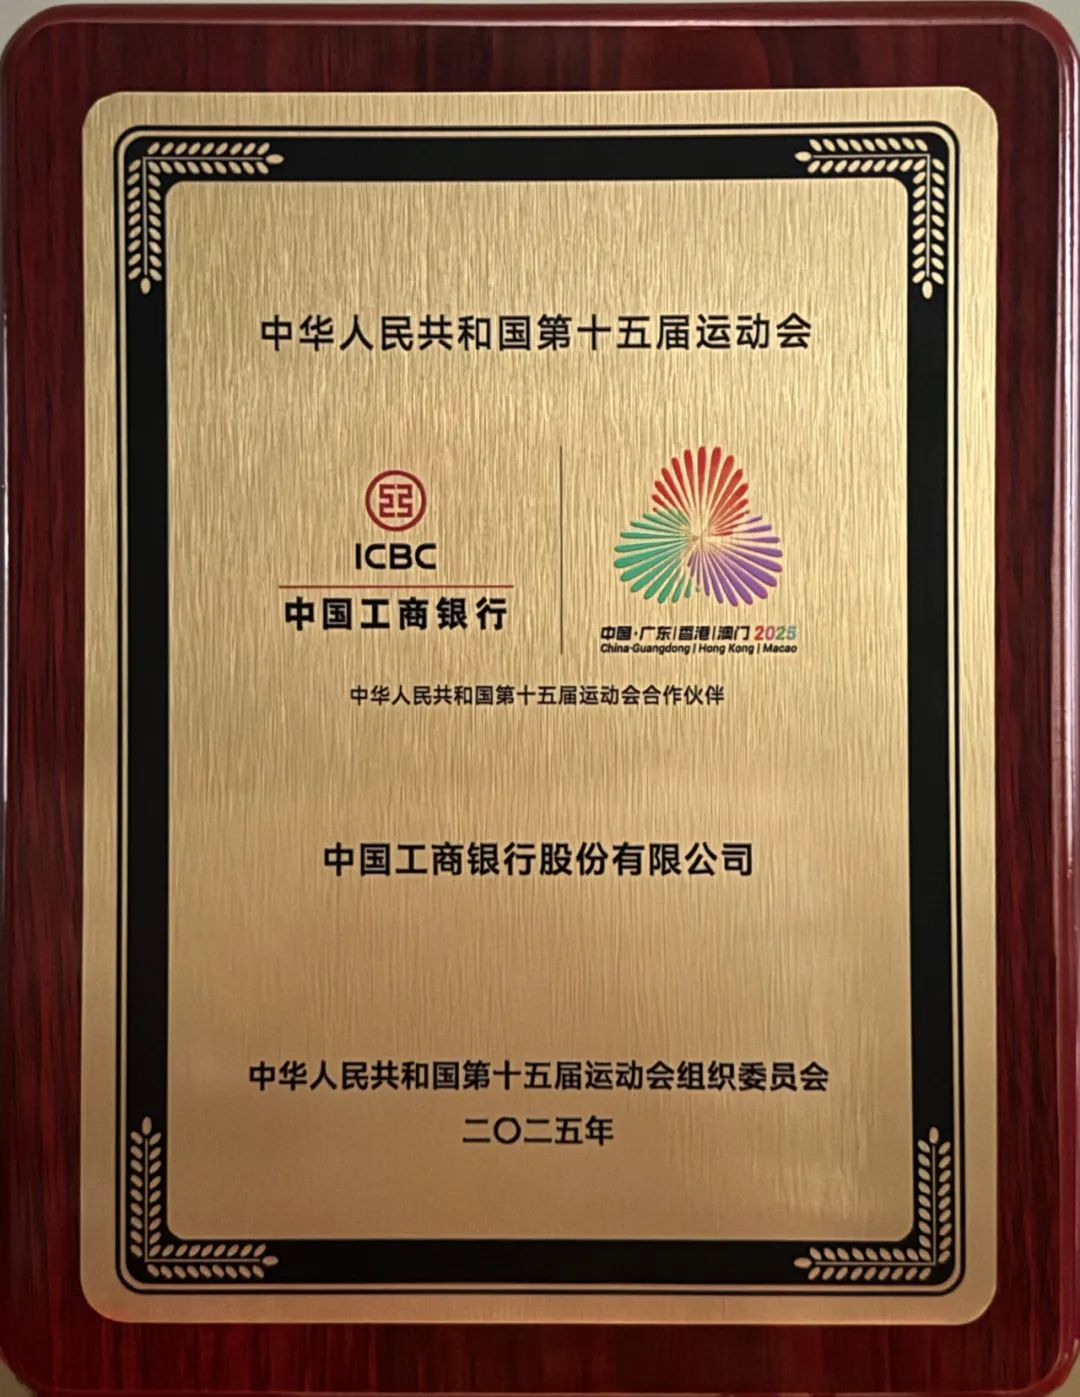 中华人民共和国第十五届运动会
ICBC
中国工商银行
中国·广东|香港|澳门 2025
China·Guangdong | Hong Kong | Macao
中华人民共和国第十五届运动会合作伙伴
中国工商银行股份有限公司
中华人民共和国第十五届运动会组织委员会
二〇二五年